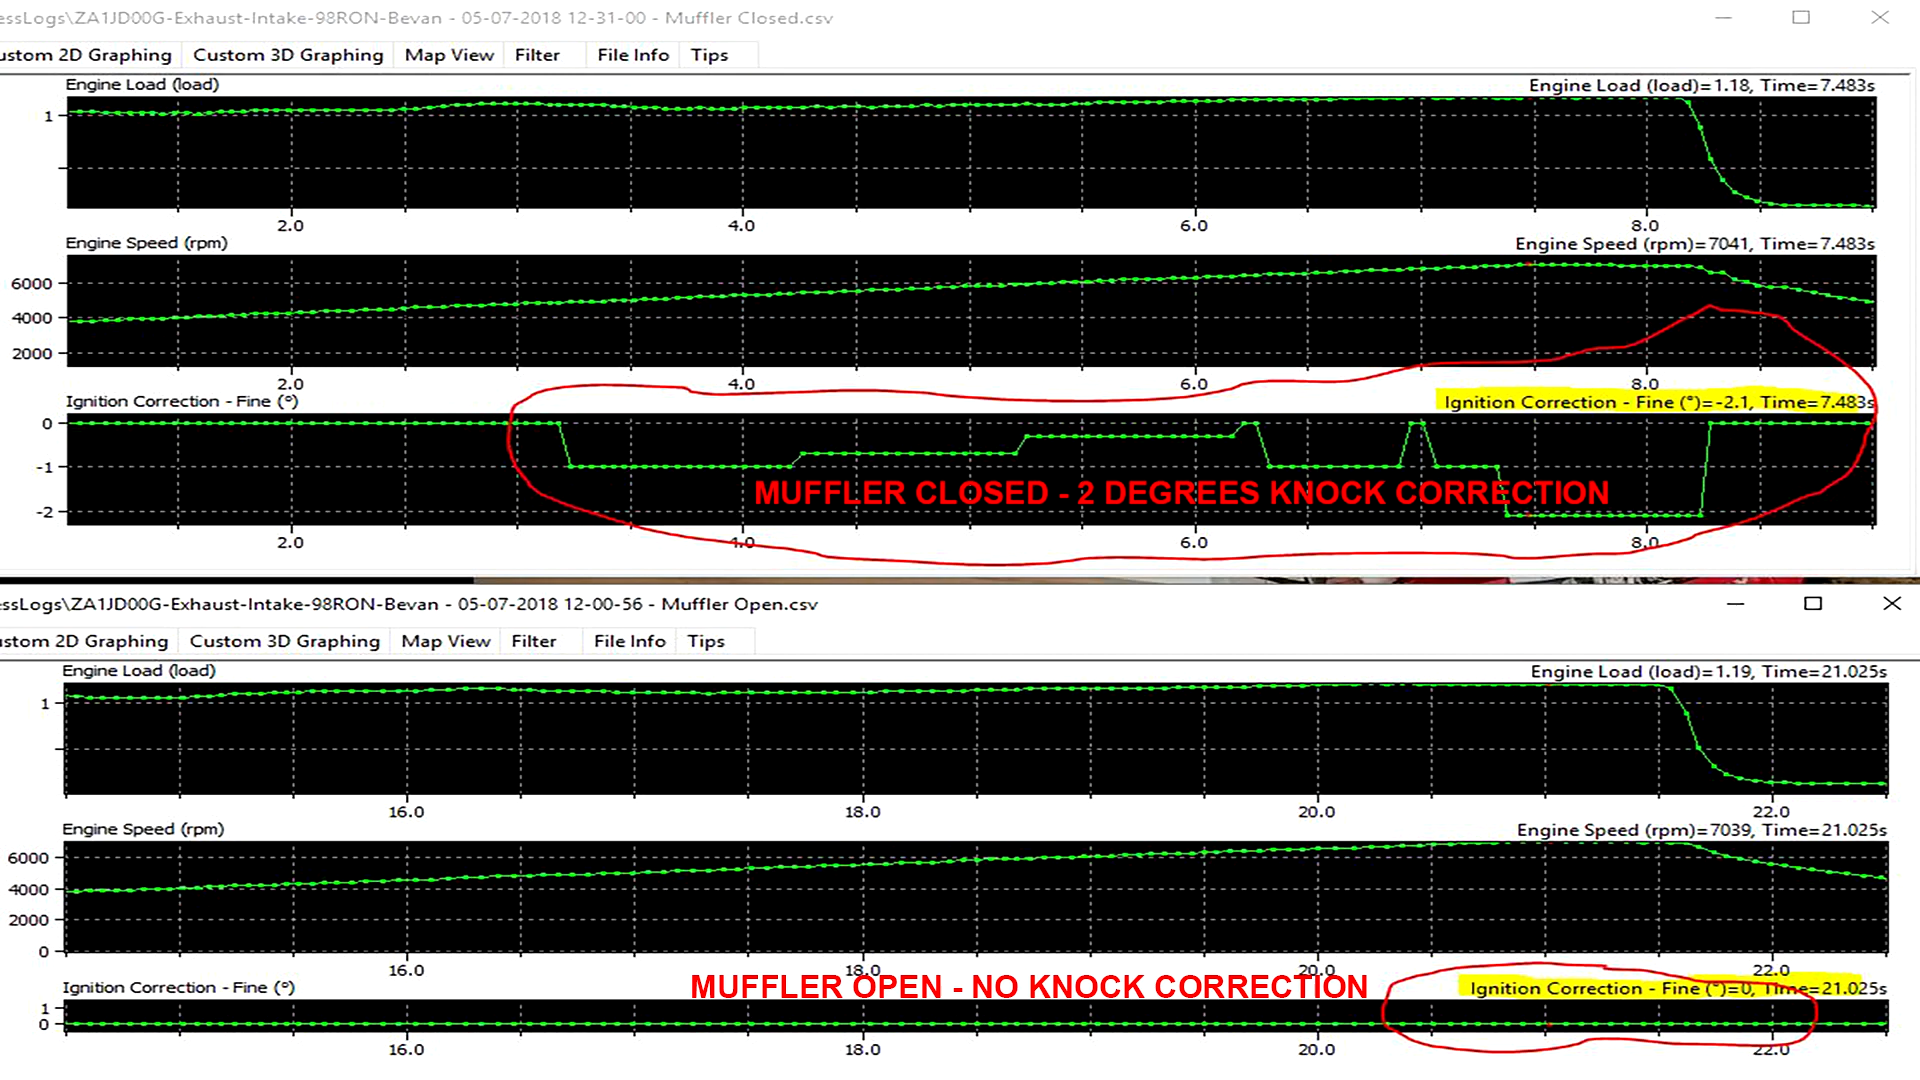 essLogs\ZA1JD00G-Exhaust-Intake-98RON-Bevan - 05-07-2018 12-31-00 - Muffler Closed.csv
ustom 2D Graphing Custom 3D Graphing Map View Filter File Info Tips
Engine Load (load) Engine Load (load)=1.18, Time=7.483s
1
2.0 4.0 6.0 8.0
Engine Speed (rpm) Engine Speed (rpm)=7041, Time=7.483s
6000
4000
2000
2.0 4.0 6.0 8.0
Ignition Correction - Fine (°) Ignition Correction - Fine (°)=-2.1, Time=7.483s
0
-1
MUFFLER CLOSED - 2 DEGREES KNOCK CORRECTION
-2
2.0 4.0 6.0 8.0
essLogs\ZA1JD00G-Exhaust-Intake-98RON-Bevan - 05-07-2018 12-00-56 - Muffler Open.csv
ustom 2D Graphing Custom 3D Graphing Map View Filter File Info Tips
Engine Load (load) Engine Load (load)=1.19, Time=21.025s
1
16.0 18.0 20.0 22.0
Engine Speed (rpm) Engine Speed (rpm)=7039, Time=21.025s
6000
4000
2000
0
16.0 18.0 20.0 22.0
Ignition Correction - Fine (°) MUFFLER OPEN - NO KNOCK CORRECTION Ignition Correction - Fine (°)=0, Time=21.025s
1
0
16.0 18.0 20.0 22.0